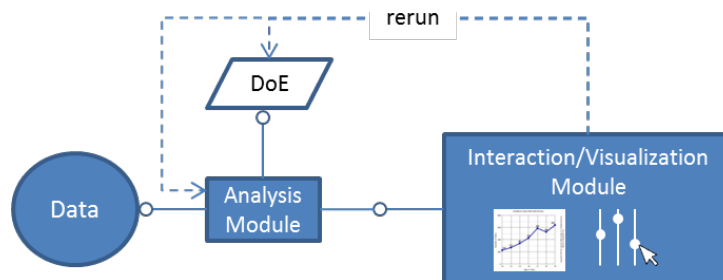 rerun
DoE
Data
Analysis
Module
Interaction/Visualization
Module